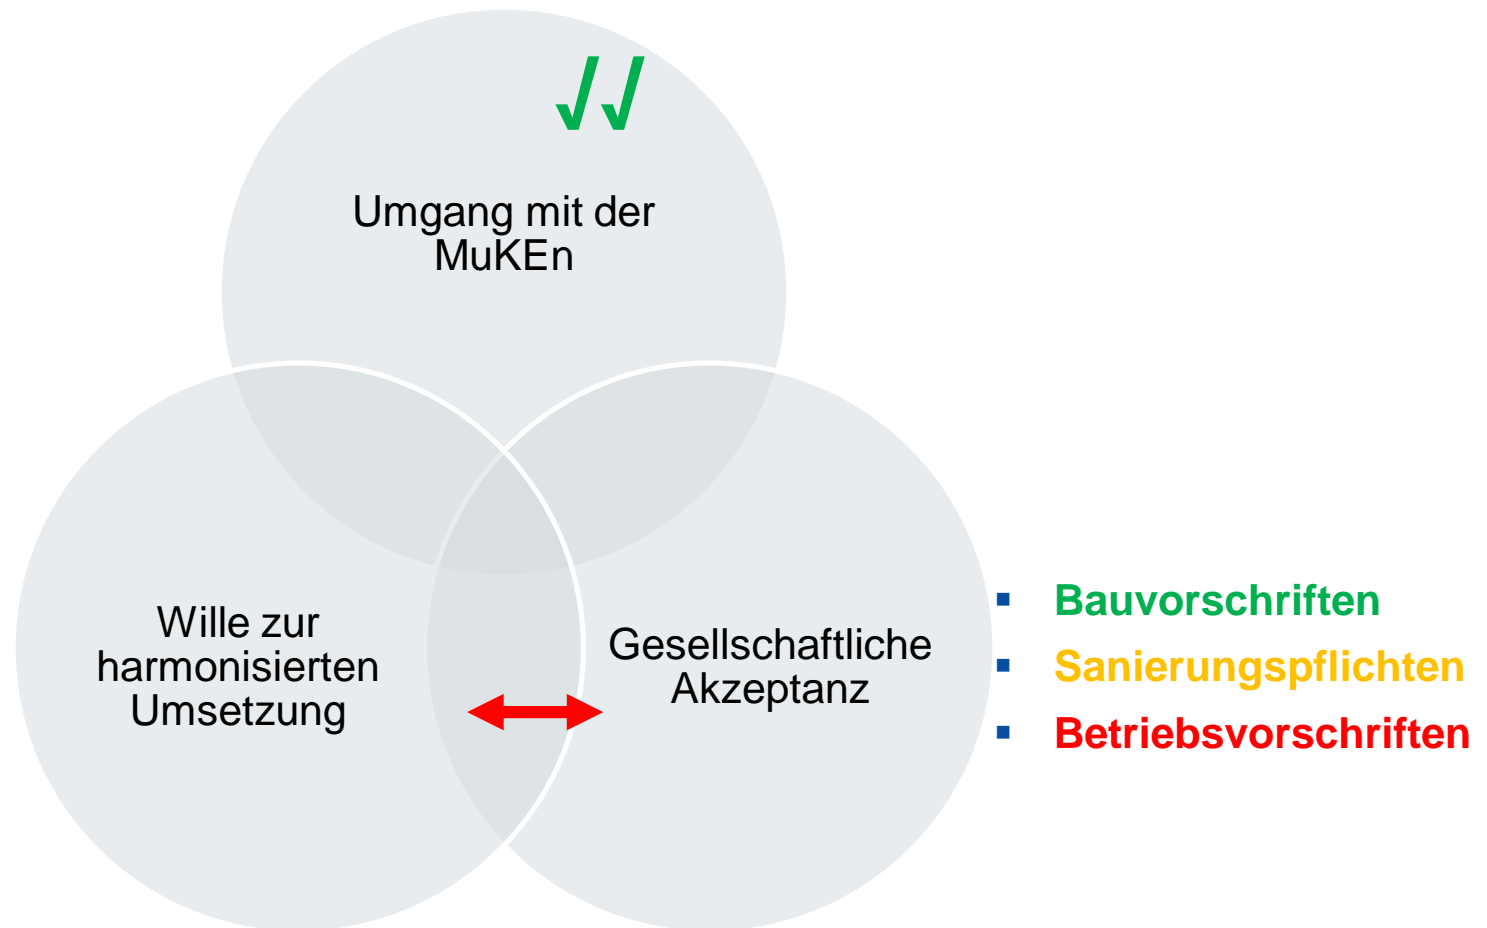 √√
Umgang mit der
MuKEn
Wille zur
harmonisierten
Umsetzung
Gesellschaftliche
Akzeptanz
▪ Bauvorschriften
▪ Sanierungspflichten
▪ Betriebsvorschriften